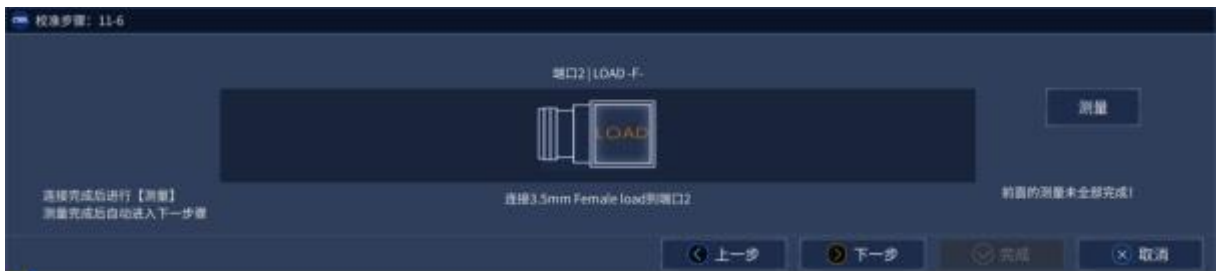 校准步骤：11-6
端口2|LOAD -F-
LOAD
测量
连接完成后进行【测量】
测量完成后自动进入下一步骤
连接3.5mm Female load到端口2
前面的测量未全部完成!
上一步
下一步
完成
取消